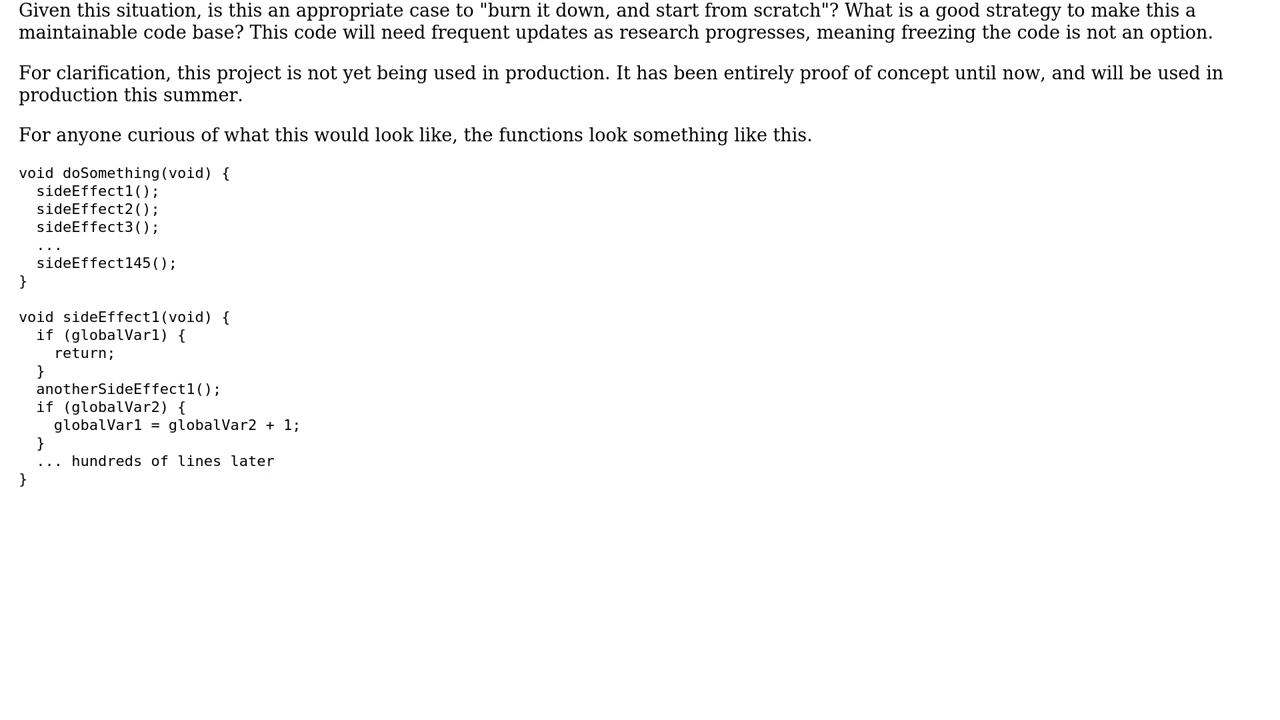 Given this situation, is this an appropriate case to "burn it down, and start from scratch"? What is a good strategy to make this a
maintainable code base? This code will need frequent updates as research progresses, meaning freezing the code is not an option.
For clarification, this project is not yet being used in production. It has been entirely proof of concept until now, and will be used in
production this summer.
For anyone curious of what this would look like, the functions look something like this.
void doSomething(void) {
  sideEffect1();
  sideEffect2();
  sideEffect3();
  ...
  sideEffect145();
}
void sideEffect1(void) {
  if (globalVar1) {
    return;
  }
  anotherSideEffect1();
  if (globalVar2) {
    globalVar1 = globalVar2 + 1;
  }
  ... hundreds of lines later
}